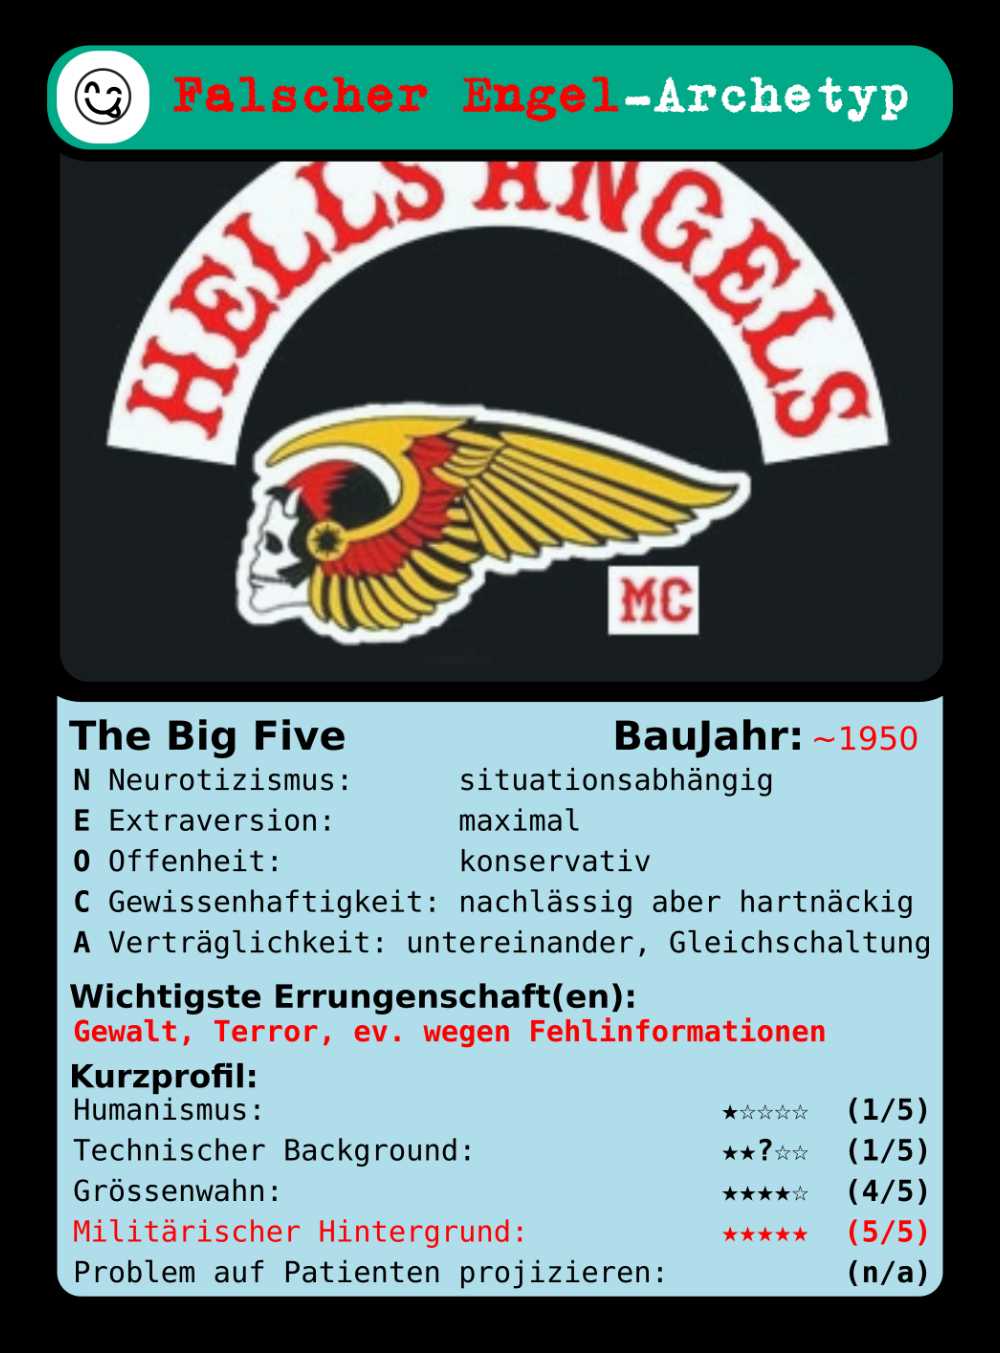 Falscher Engel-Archetyp
HELLS ANGELS
MC
The Big Five BauJahr: ~1950
N Neurotizismus: situationsabhängig
E Extraversion: maximal
O Offenheit: konservativ
C Gewissenhaftigkeit: nachlässig aber hartnäckig
A Verträglichkeit: untereinander, Gleichschaltung
Wichtigste Errungenschaft(en):
Gewalt, Terror, ev. wegen Fehlinformationen
Kurzprofil:
Humanismus: ★☆☆☆☆ (1/5)
Technischer Background: ★★?☆☆ (1/5)
Grössenwahn: ★★★★☆ (4/5)
Militärischer Hintergrund: ★★★★★ (5/5)
Problem auf Patienten projizieren: (n/a)